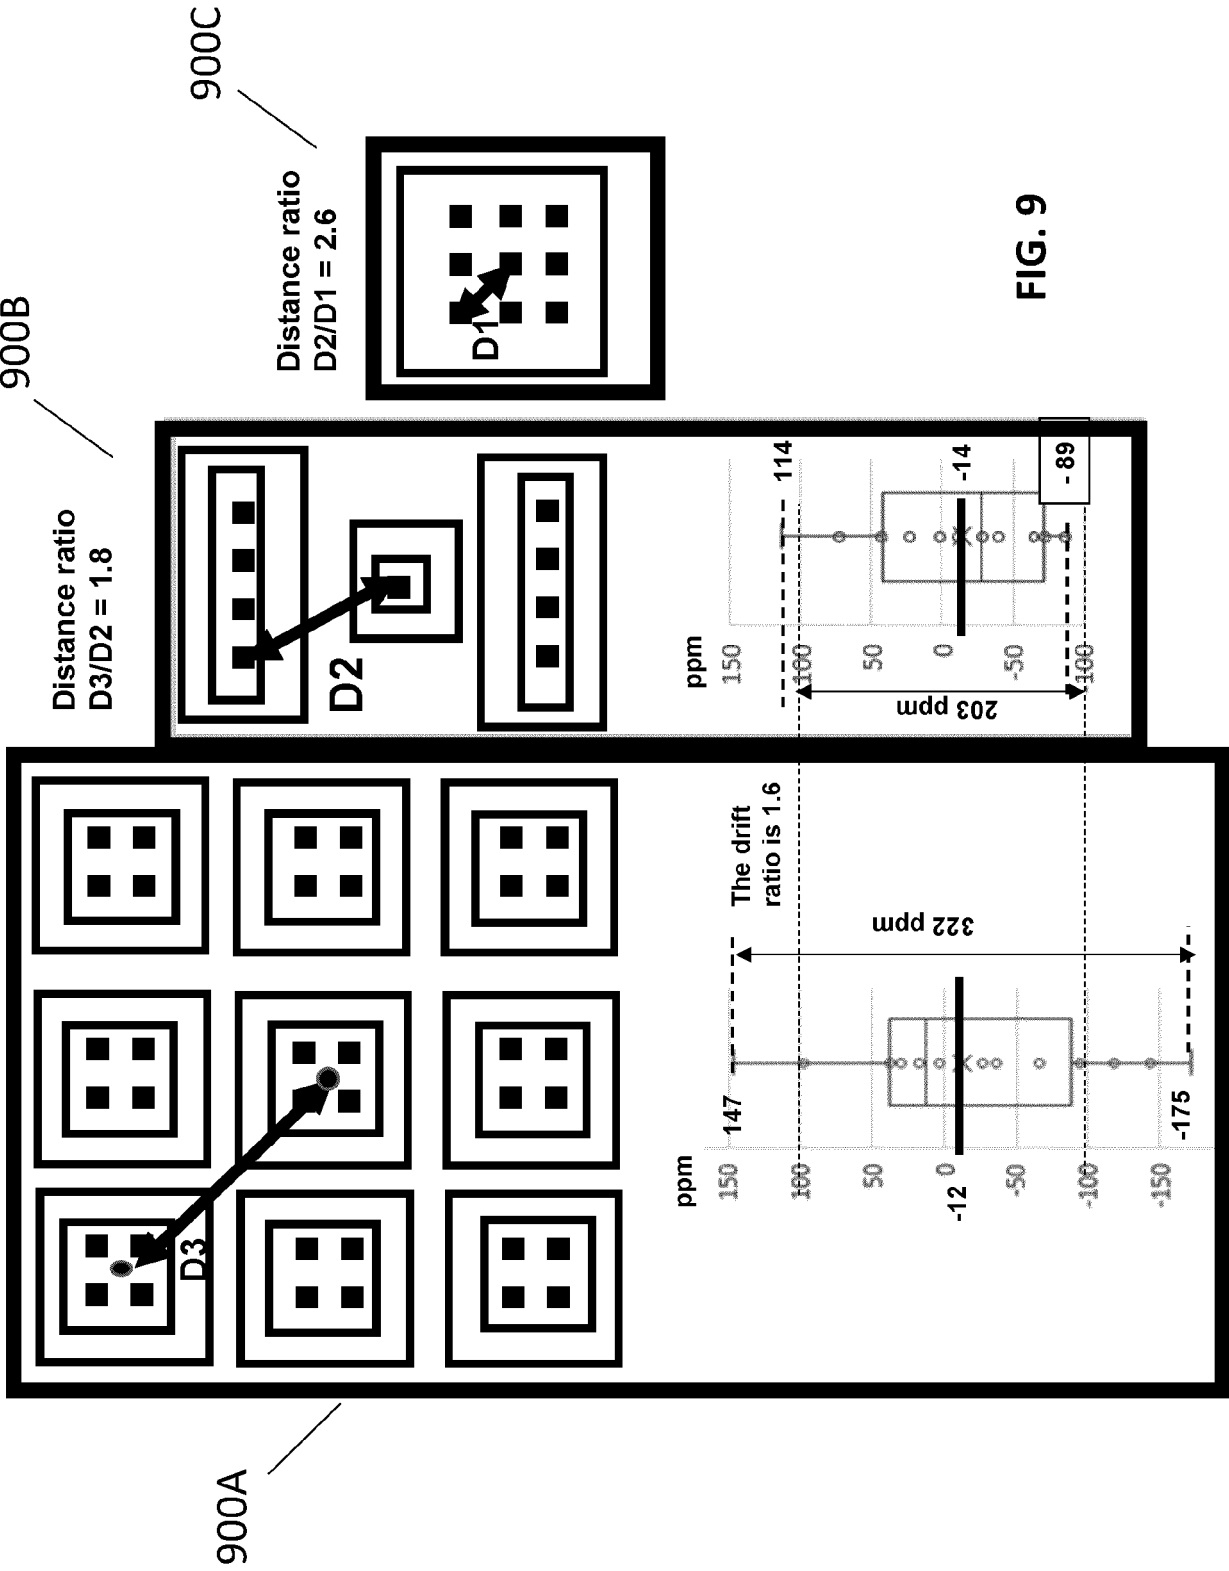 900A
900B
900C
D3
Distance ratio
D3/D2 = 1.8
D2
Distance ratio
D2/D1 = 2.6
D1
ppm
150
100
50
0
-50
-100
-150
147
-12
-175
322 ppm
The drift
ratio is 1.6
ppm
150
100
50
0
-50
-100
203 ppm
114
-14
- 89
FIG. 9